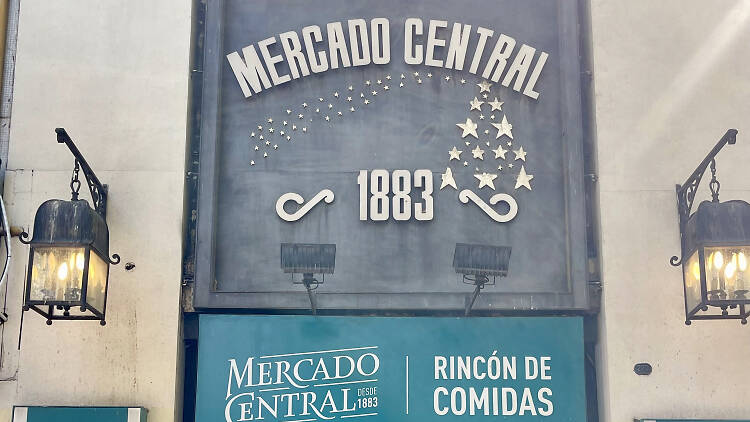 MERCADO CENTRAL
1883
MERCADO
CENTRAL
DESDE
1883
RINCÓN DE
COMIDAS